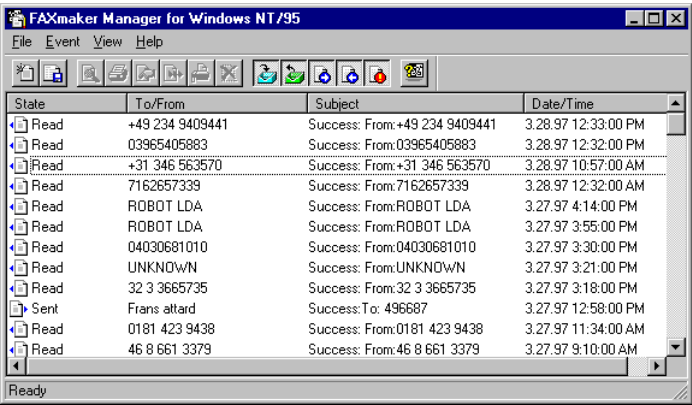 FAXmaker Manager for Windows NT/95
File Event View Help
State To/From Subject Date/Time
Read +49 234 9409441 Success: From:+49 234 9409441 3.28.97 12:33:00 PM
Read 03965405883 Success: From:03965405883 3.28.97 12:32:00 PM
Read +31 346 563570 Success: From:+31 346 563570 3.28.97 10:57:00 AM
Read 7162657339 Success: From:7162657339 3.28.97 12:32:00 AM
Read ROBOT LDA Success: From:ROBOT LDA 3.27.97 4:14:00 PM
Read ROBOT LDA Success: From:ROBOT LDA 3.27.97 3:55:00 PM
Read 04030681010 Success: From:04030681010 3.27.97 3:30:00 PM
Read UNKNOWN Success: From:UNKNOWN 3.27.97 3:21:00 PM
Read 32 3 3665735 Success: From:32 3 3665735 3.27.97 3:18:00 PM
Sent Frans attard Success:To: 496687 3.27.97 12:58:00 PM
Read 0181 423 9438 Success: From:0181 423 9438 3.27.97 11:34:00 AM
Read 46 8 661 3379 Success: From:46 8 661 3379 3.27.97 9:10:00 AM
Ready